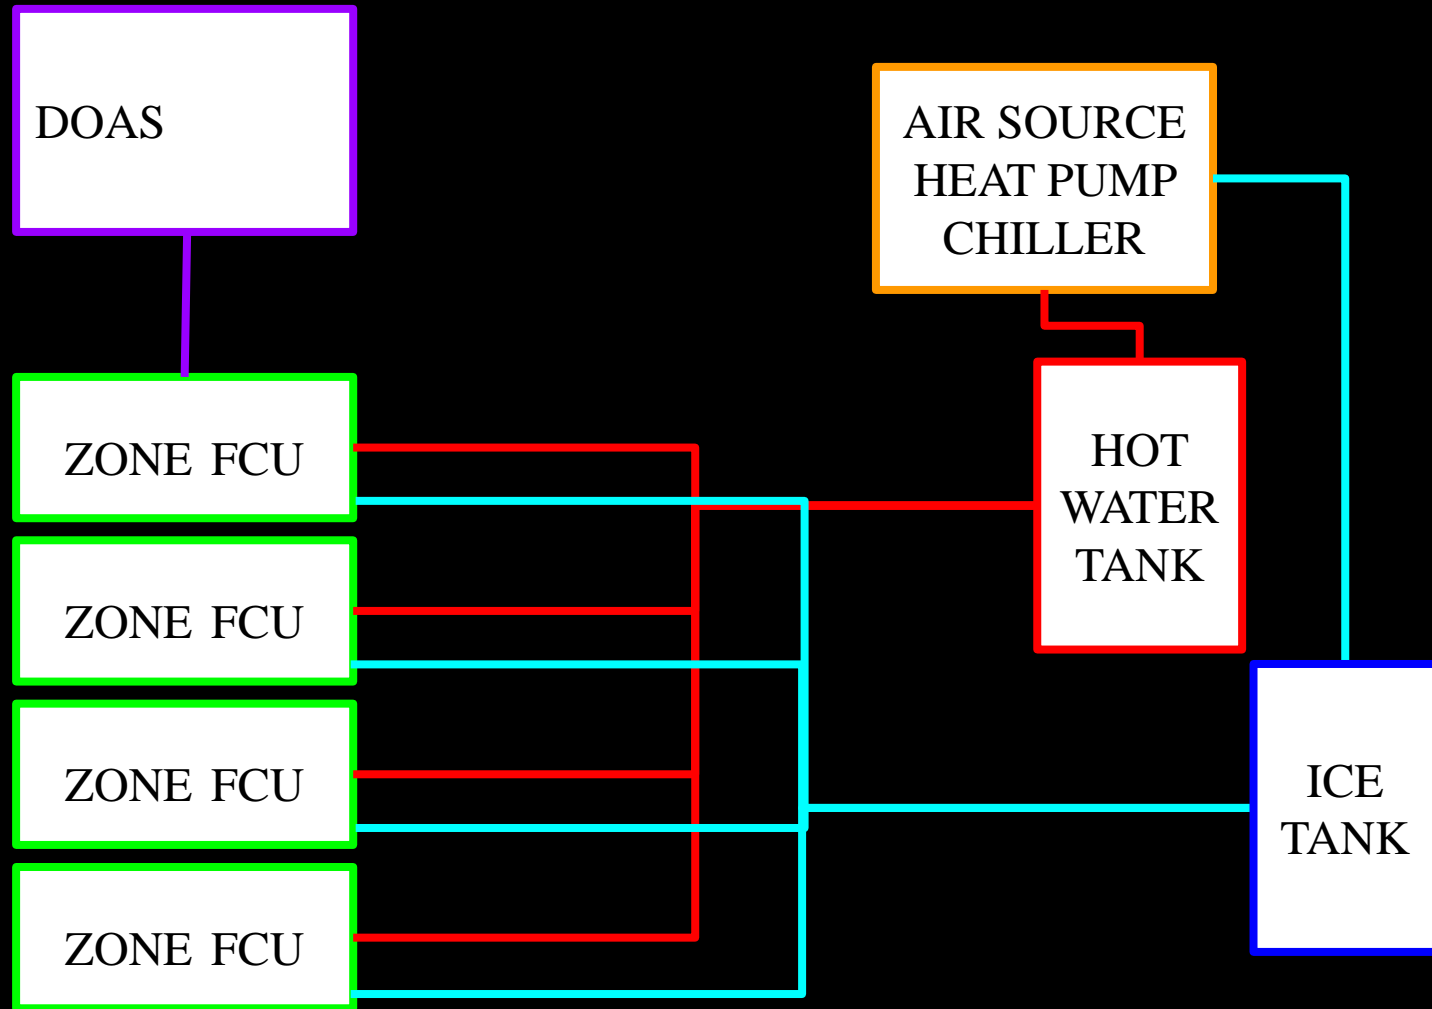 DOAS
AIR SOURCE
HEAT PUMP
CHILLER
ZONE FCU
HOT
WATER
TANK
ZONE FCU
ZONE FCU
ICE
TANK
ZONE FCU